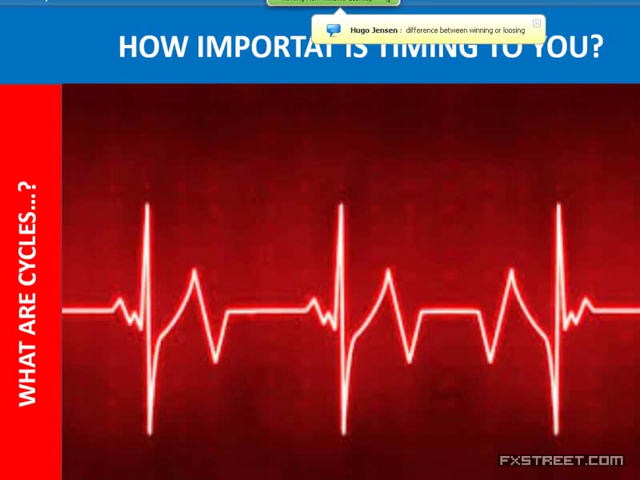 Hugo Jensen : difference between winning or loosing
HOW IMPORTAT IS TIMING TO YOU?
WHAT ARE CYCLES...?
FXSTREET.COM